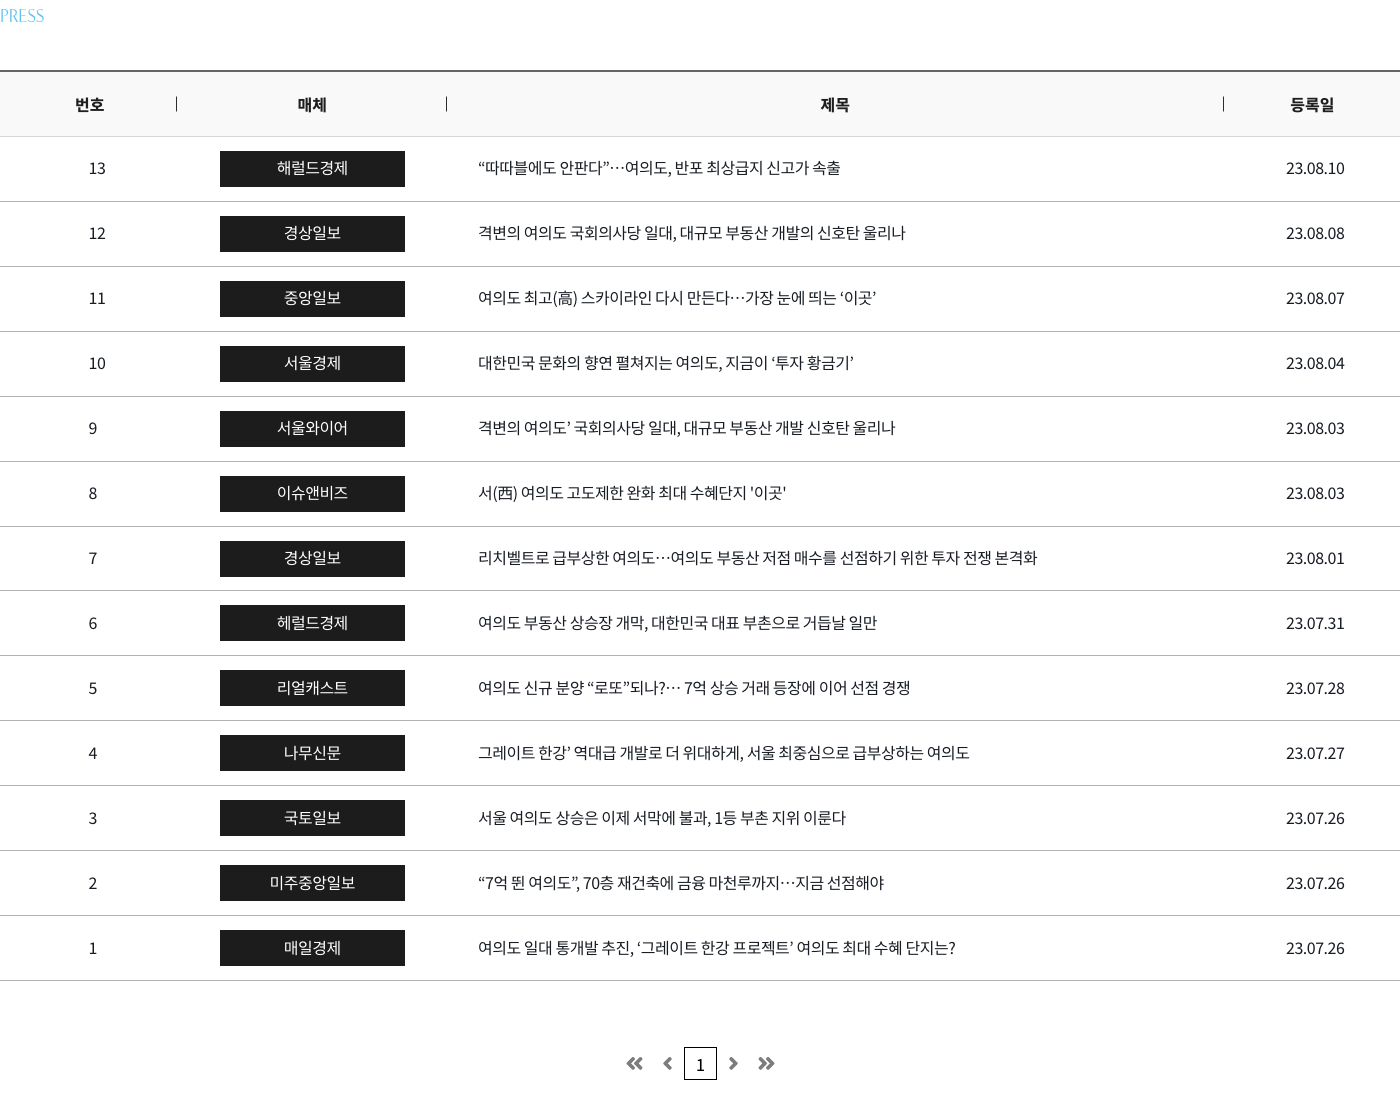 PRESS
번호 매체 제목 등록일
13 해럴드경제 “따따블에도 안판다”…여의도, 반포 최상급지 신고가 속출 23.08.10
12 경상일보 격변의 여의도 국회의사당 일대, 대규모 부동산 개발의 신호탄 울리나 23.08.08
11 중앙일보 여의도 최고(高) 스카이라인 다시 만든다…가장 눈에 띄는 ‘이곳’ 23.08.07
10 서울경제 대한민국 문화의 향연 펼쳐지는 여의도, 지금이 ‘투자 황금기’ 23.08.04
9 서울와이어 격변의 여의도’ 국회의사당 일대, 대규모 부동산 개발 신호탄 울리나 23.08.03
8 이슈앤비즈 서(西) 여의도 고도제한 완화 최대 수혜단지 '이곳' 23.08.03
7 경상일보 리치벨트로 급부상한 여의도…여의도 부동산 저점 매수를 선점하기 위한 투자 전쟁 본격화 23.08.01
6 헤럴드경제 여의도 부동산 상승장 개막, 대한민국 대표 부촌으로 거듭날 일만 23.07.31
5 리얼캐스트 여의도 신규 분양 “로또”되나?… 7억 상승 거래 등장에 이어 선점 경쟁 23.07.28
4 나무신문 그레이트 한강’ 역대급 개발로 더 위대하게, 서울 최중심으로 급부상하는 여의도 23.07.27
3 국토일보 서울 여의도 상승은 이제 서막에 불과, 1등 부촌 지위 이룬다 23.07.26
2 미주중앙일보 “7억 뛴 여의도”, 70층 재건축에 금융 마천루까지…지금 선점해야 23.07.26
1 매일경제 여의도 일대 통개발 추진, ‘그레이트 한강 프로젝트’ 여의도 최대 수혜 단지는? 23.07.26
1